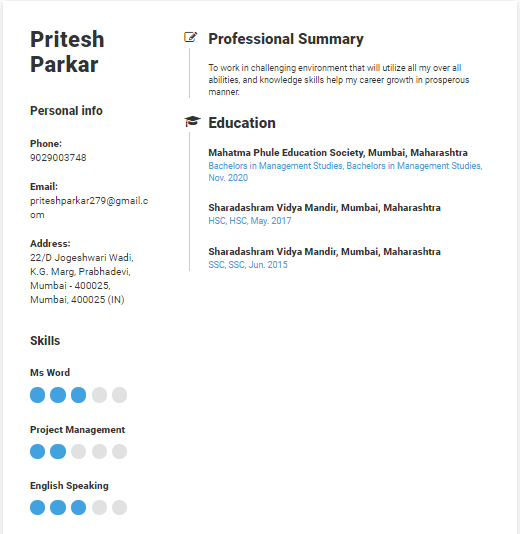 Pritesh
Parkar
Personal info
Phone:
9029003748
Email:
priteshparkar279@gmail.c
om
Address:
22/D Jogeshwari Wadi,
K.G. Marg, Prabhadevi,
Mumbai - 400025,
Mumbai, 400025 (IN)
Skills
Ms Word
Project Management
English Speaking
Professional Summary
To work in challenging environment that will utilize all my over all
abilities, and knowledge skills help my career growth in prosperous
manner.
Education
Mahatma Phule Education Society, Mumbai, Maharashtra
Bachelors in Management Studies, Bachelors in Management Studies,
Nov. 2020
Sharadashram Vidya Mandir, Mumbai, Maharashtra
HSC, HSC, May. 2017
Sharadashram Vidya Mandir, Mumbai, Maharashtra
SSC, SSC, Jun. 2015